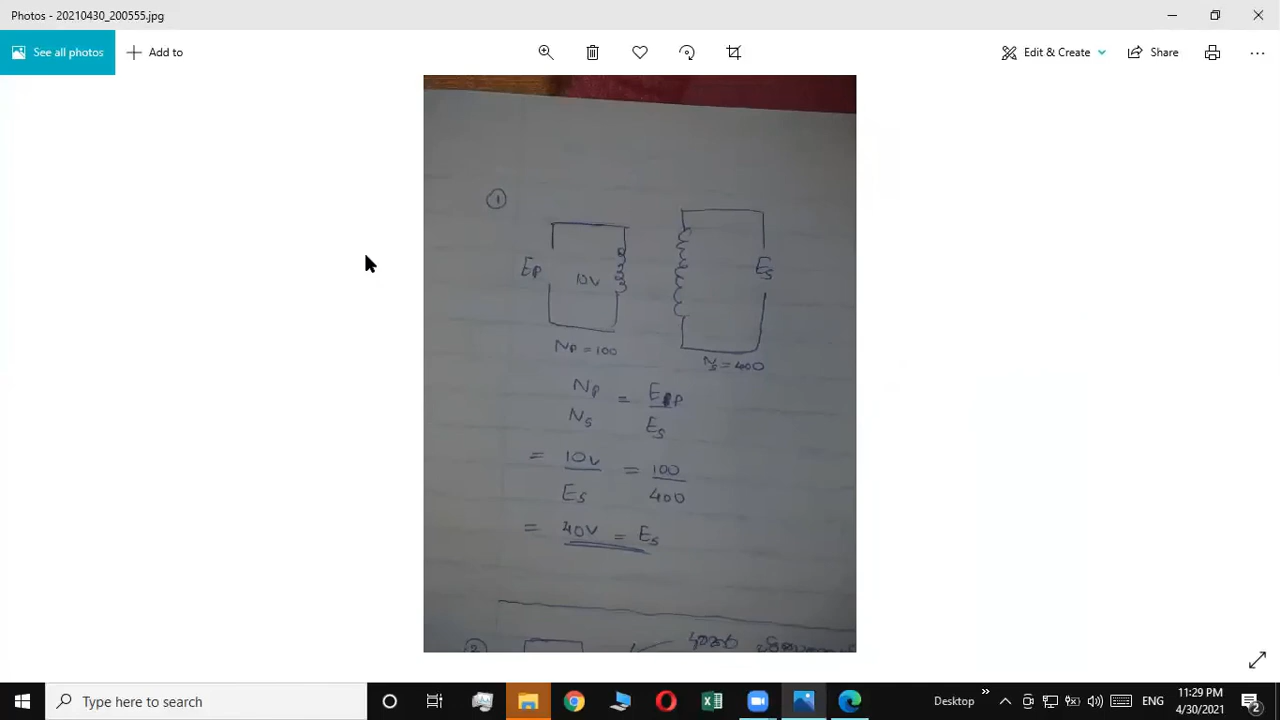 Photos - 20210430_200555.jpg
See all photos
Add to
Edit & Create
Share
1
EP
10V
ES
NP = 100
NS = 400
NP = EP
NS ES
= 10V = 100
ES 400
= 40V = ES
2
Type here to search
Desktop
ENG
11:29 PM
4/30/2021
2